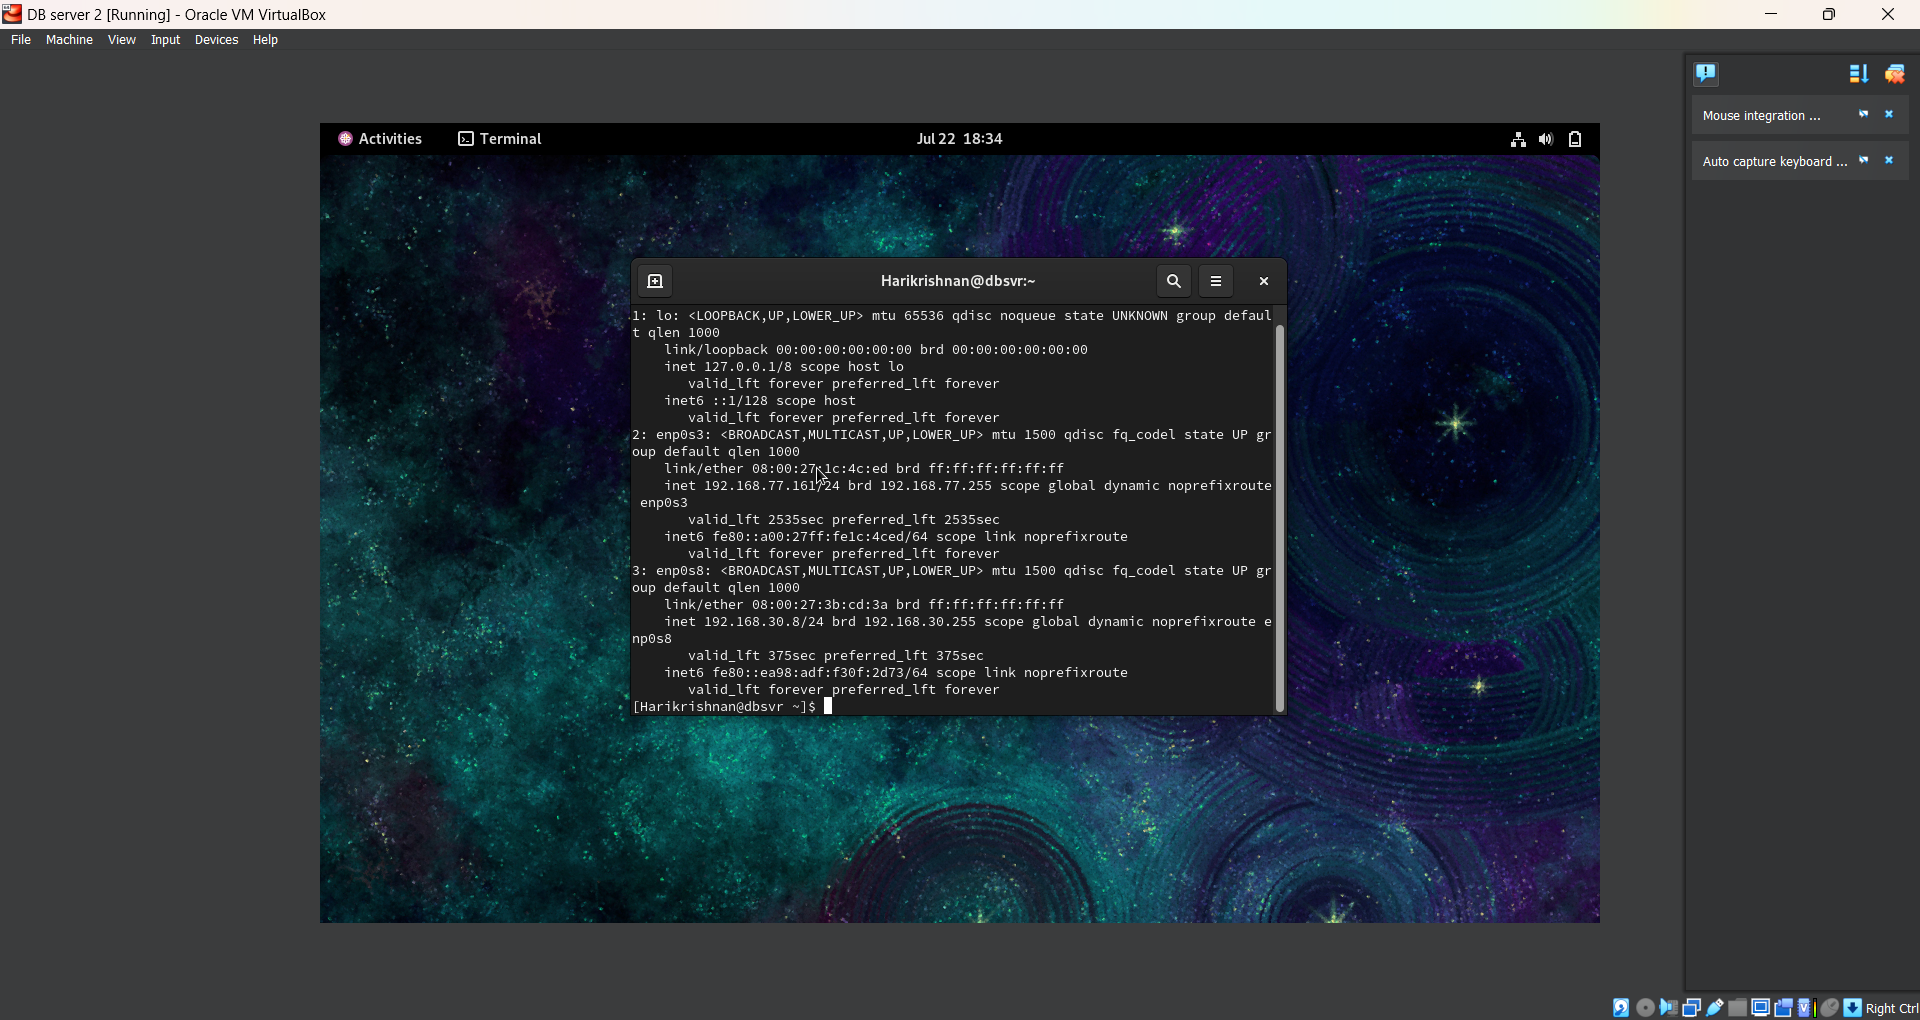 DB server 2 [Running] - Oracle VM VirtualBox
File Machine View Input Devices Help
Mouse integration ...
Auto capture keyboard ...
Activities Terminal Jul 22 18:34
Harikrishnan@dbsvr:~
1: lo: <LOOPBACK,UP,LOWER_UP> mtu 65536 qdisc noqueue state UNKNOWN group defaul
t qlen 1000
link/loopback 00:00:00:00:00:00 brd 00:00:00:00:00:00
inet 127.0.0.1/8 scope host lo
valid_lft forever preferred_lft forever
inet6 ::1/128 scope host
valid_lft forever preferred_lft forever
2: enp0s3: <BROADCAST,MULTICAST,UP,LOWER_UP> mtu 1500 qdisc fq_codel state UP gr
oup default qlen 1000
link/ether 08:00:27:1c:4c:ed brd ff:ff:ff:ff:ff:ff
inet 192.168.77.161/24 brd 192.168.77.255 scope global dynamic noprefixroute
enp0s3
valid_lft 2535sec preferred_lft 2535sec
inet6 fe80::a00:27ff:fe1c:4ced/64 scope link noprefixroute
valid_lft forever preferred_lft forever
3: enp0s8: <BROADCAST,MULTICAST,UP,LOWER_UP> mtu 1500 qdisc fq_codel state UP gr
oup default qlen 1000
link/ether 08:00:27:3b:cd:3a brd ff:ff:ff:ff:ff:ff
inet 192.168.30.8/24 brd 192.168.30.255 scope global dynamic noprefixroute e
np0s8
valid_lft 375sec preferred_lft 375sec
inet6 fe80::ea98:adf:f30f:2d73/64 scope link noprefixroute
valid_lft forever preferred_lft forever
[Harikrishnan@dbsvr ~]$
Right Ctrl